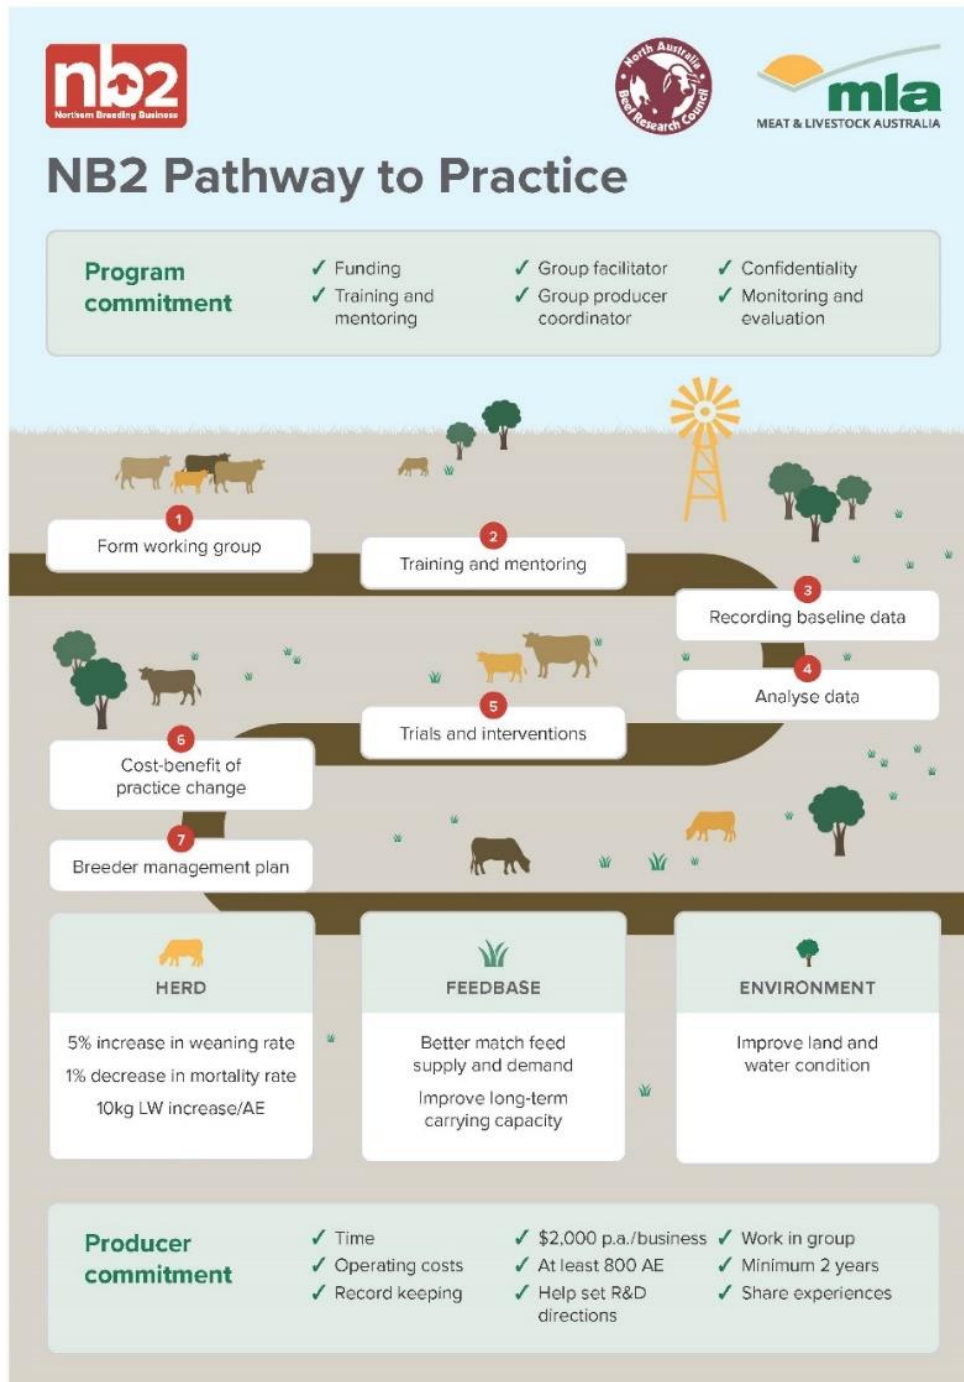 nb2
Northern Breeding Business
North Australia
Beef Research Council
mla
MEAT & LIVESTOCK AUSTRALIA
NB2 Pathway to Practice
Program
commitment
✓ Funding
✓ Training and
mentoring
✓ Group facilitator
✓ Group producer
coordinator
✓ Confidentiality
✓ Monitoring and
evaluation
1
Form working group
2
Training and mentoring
3
Recording baseline data
4
Analyse data
5
Trials and interventions
6
Cost-benefit of
practice change
7
Breeder management plan
HERD
5% increase in weaning rate
1% decrease in mortality rate
10kg LW increase/AE
FEEDBASE
Better match feed
supply and demand
Improve long-term
carrying capacity
ENVIRONMENT
Improve land and
water condition
Producer
commitment
✓ Time
✓ Operating costs
✓ Record keeping
✓ $2,000 p.a./business
✓ At least 800 AE
✓ Help set R&D
directions
✓ Work in group
✓ Minimum 2 years
✓ Share experiences